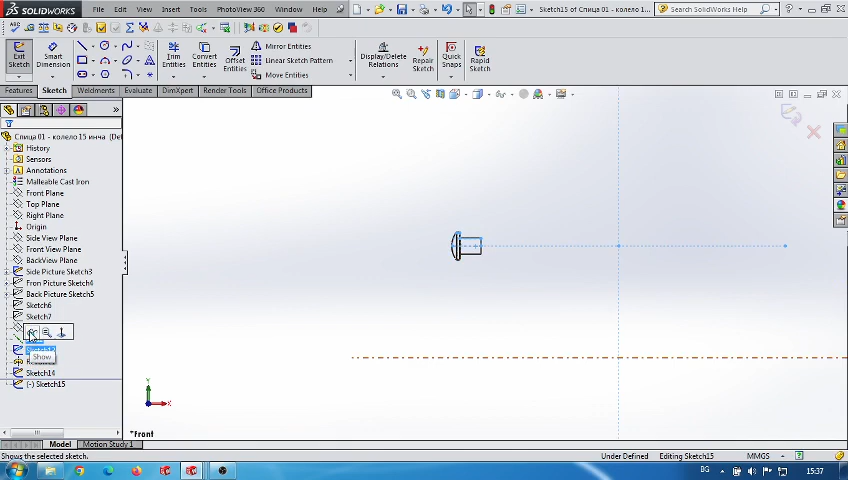 SOLIDWORKS File Edit View Insert Tools PhotoView 360 Window Help Sketch15 of Спица 01 - колело 1... Search SolidWorks Help
Exit Sketch Smart Dimension Trim Entities Convert Entities Offset Entities Mirror Entities Linear Sketch Pattern Move Entities Display/Delete Relations Repair Sketch Quick Snaps Rapid Sketch
Features Sketch Weldments Evaluate DimXpert Render Tools Office Products
Спица 01 - колело 15 инча (De
History
Sensors
Annotations
Malleable Cast Iron
Front Plane
Top Plane
Right Plane
Origin
Side View Plane
Front View Plane
BackView Plane
Side Picture Sketch3
Fron Picture Sketch4
Back Picture Sketch5
Sketch6
Sketch7
Show
Sketch14
(-) Sketch15
Y
X
*Front
Model Motion Study 1
Shows the selected sketch. Under Defined Editing Sketch15 MMGS
BG 15:37